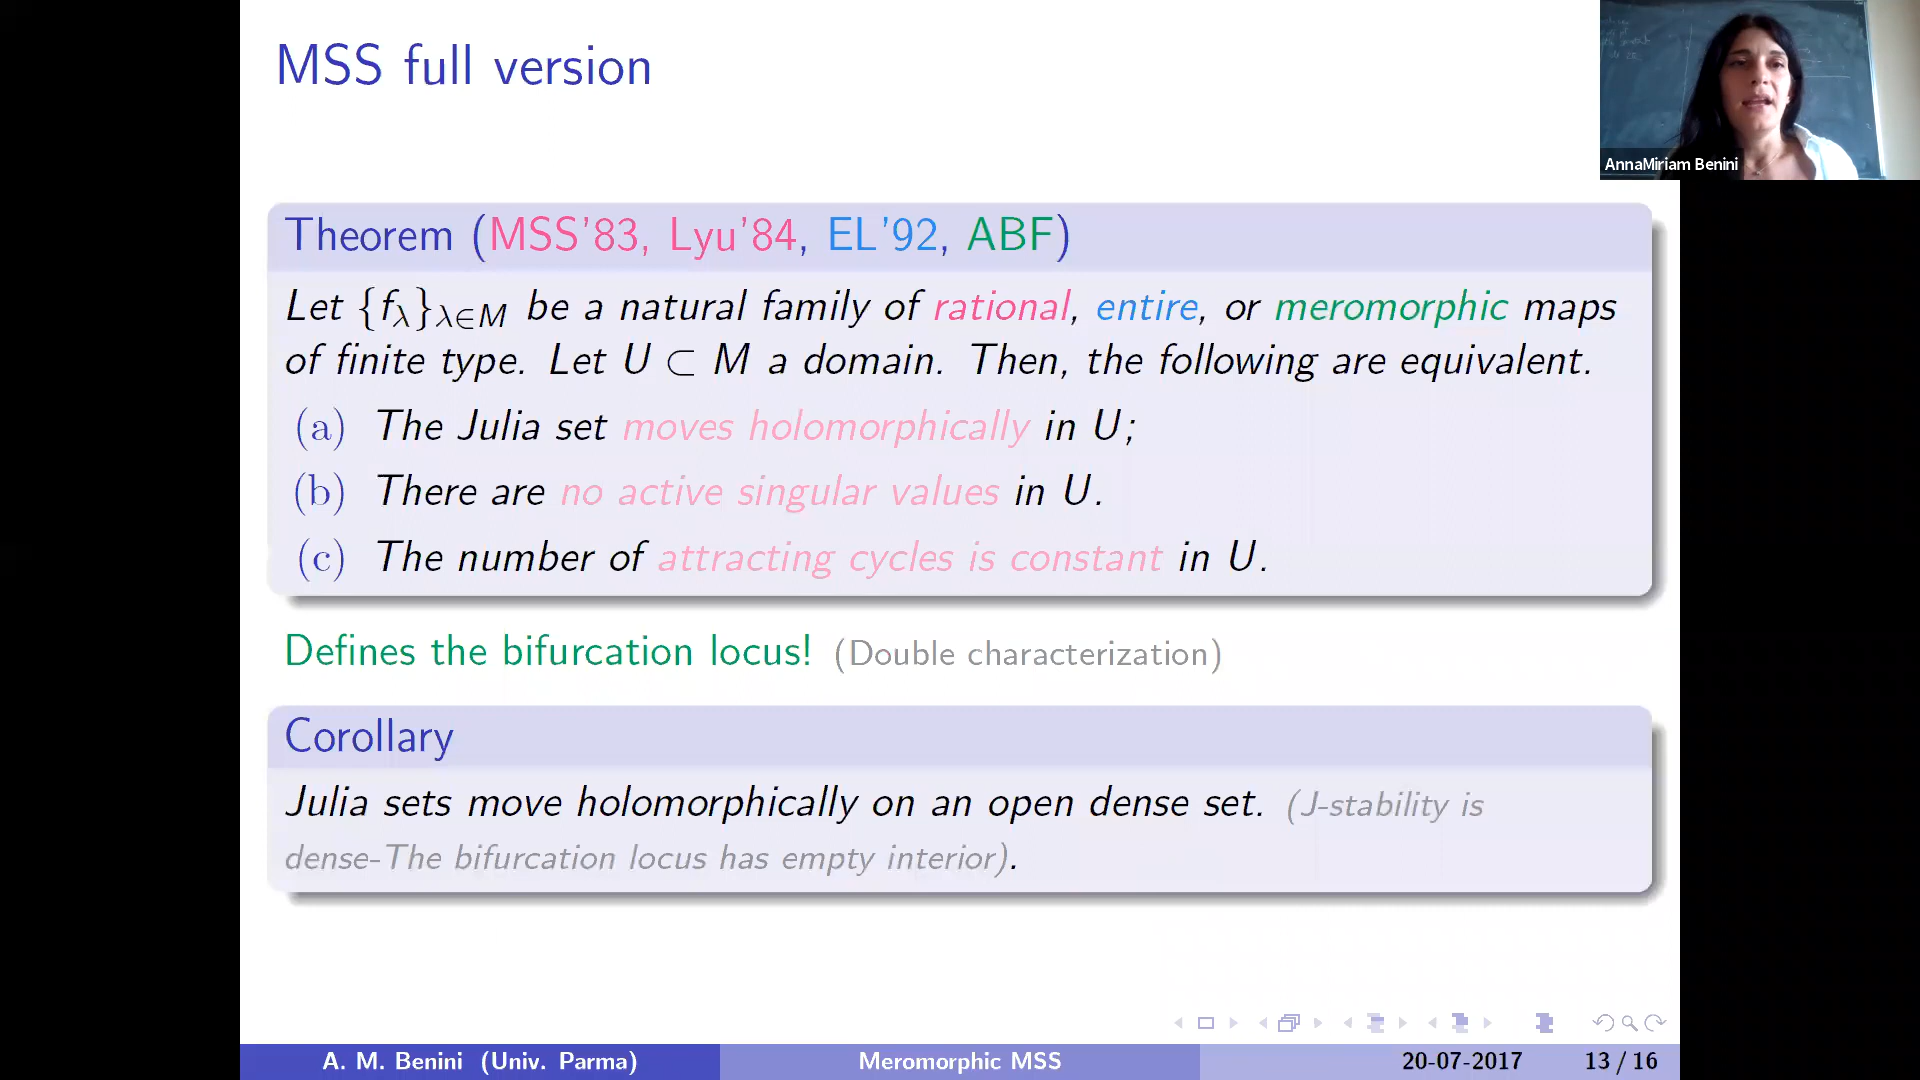 MSS full version
AnnaMiriam Benini
Theorem (MSS'83, Lyu'84, EL'92, ABF)
Let {f_λ}_{λ∈M} be a natural family of rational, entire, or meromorphic maps
of finite type. Let U ⊂ M a domain. Then, the following are equivalent.
(a) The Julia set moves holomorphically in U;
(b) There are no active singular values in U.
(c) The number of attracting cycles is constant in U.
Defines the bifurcation locus! (Double characterization)
Corollary
Julia sets move holomorphically on an open dense set. (J-stability is
dense-The bifurcation locus has empty interior).
A. M. Benini (Univ. Parma) Meromorphic MSS 20-07-2017 13 / 16